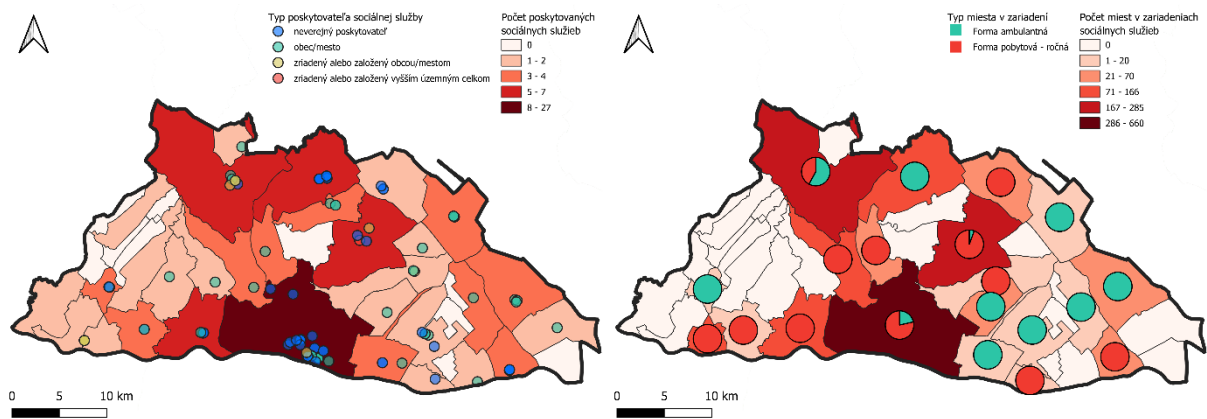 Typ poskytovateľa sociálnej služby
neverejný poskytovateľ
obec/mesto
zriadený alebo založený obcou/mestom
zriadený alebo založený vyšším územným celkom
Počet poskytovaných
sociálnych služieb
0
1 - 2
3 - 4
5 - 7
8 - 27
0 5 10 km
Typ miesta v zariadení
Forma ambulantná
Forma pobytová - ročná
Počet miest v zariadeniach
sociálnych služieb
0
1 - 20
21 - 70
71 - 166
167 - 285
286 - 660
0 5 10 km